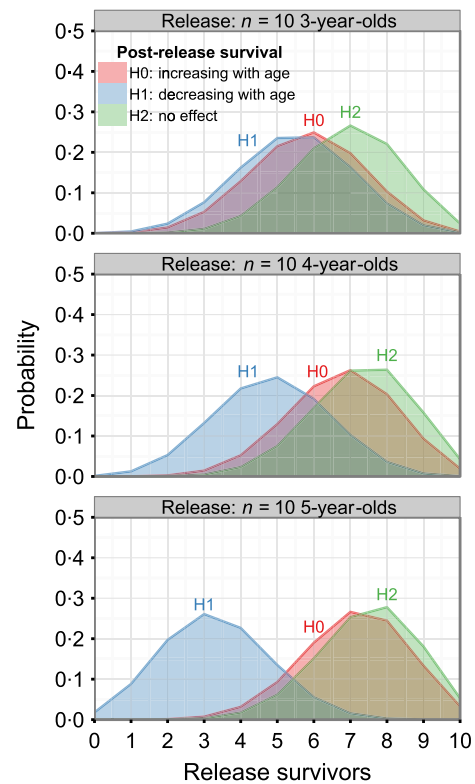 Release: n = 10 3-year-olds
0·5
Post-release survival
0·4
H0: increasing with age
H1: decreasing with age
H2: no effect
0·3
H2
H0
H1
0·2
0·1
0·0
Release: n = 10 4-year-olds
0·5
0·4
0·3
H2
H1
H0
0·2
0·1
0·0
Probability
Release: n = 10 5-year-olds
0·5
0·4
0·3
H2
H1
H0
0·2
0·1
0·0
0 1 2 3 4 5 6 7 8 9 10
Release survivors